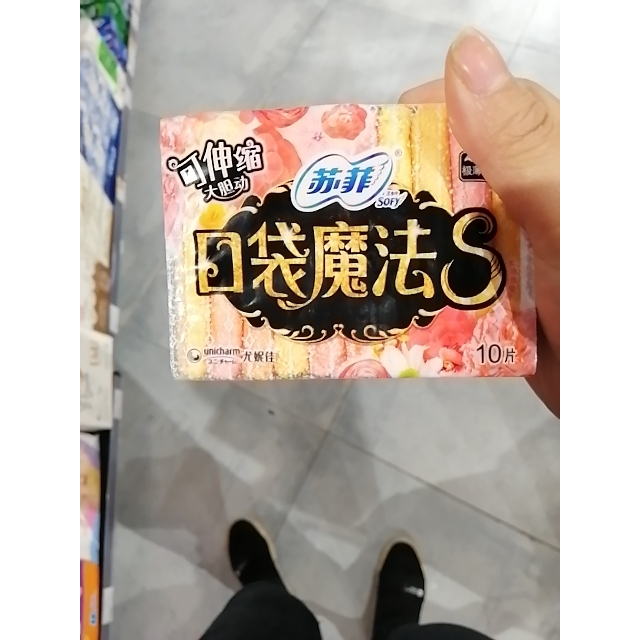 可伸缩
大胆动
苏菲®
SOFY
口袋魔法S
unicharm 尤妮佳
ユニ・チャーム
10片